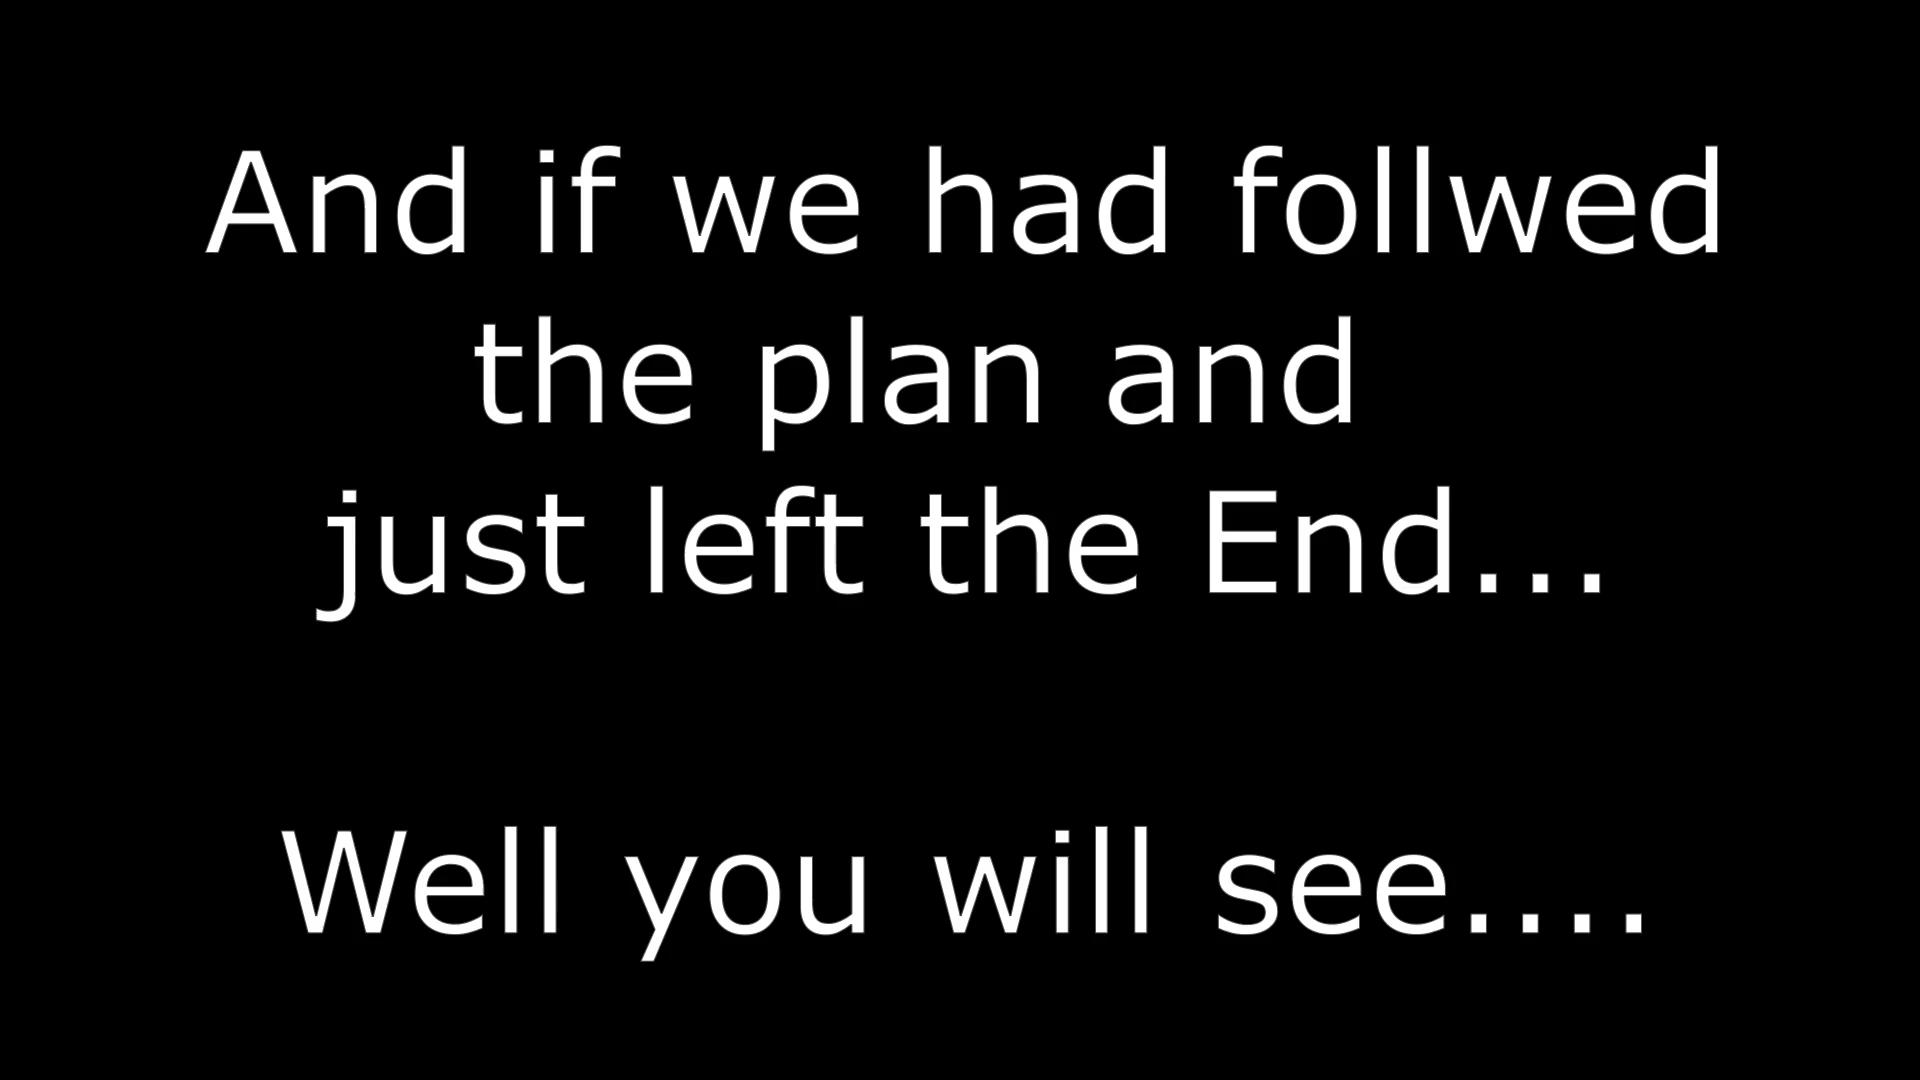 And if we had follwed
the plan and
just left the End...
Well you will see....